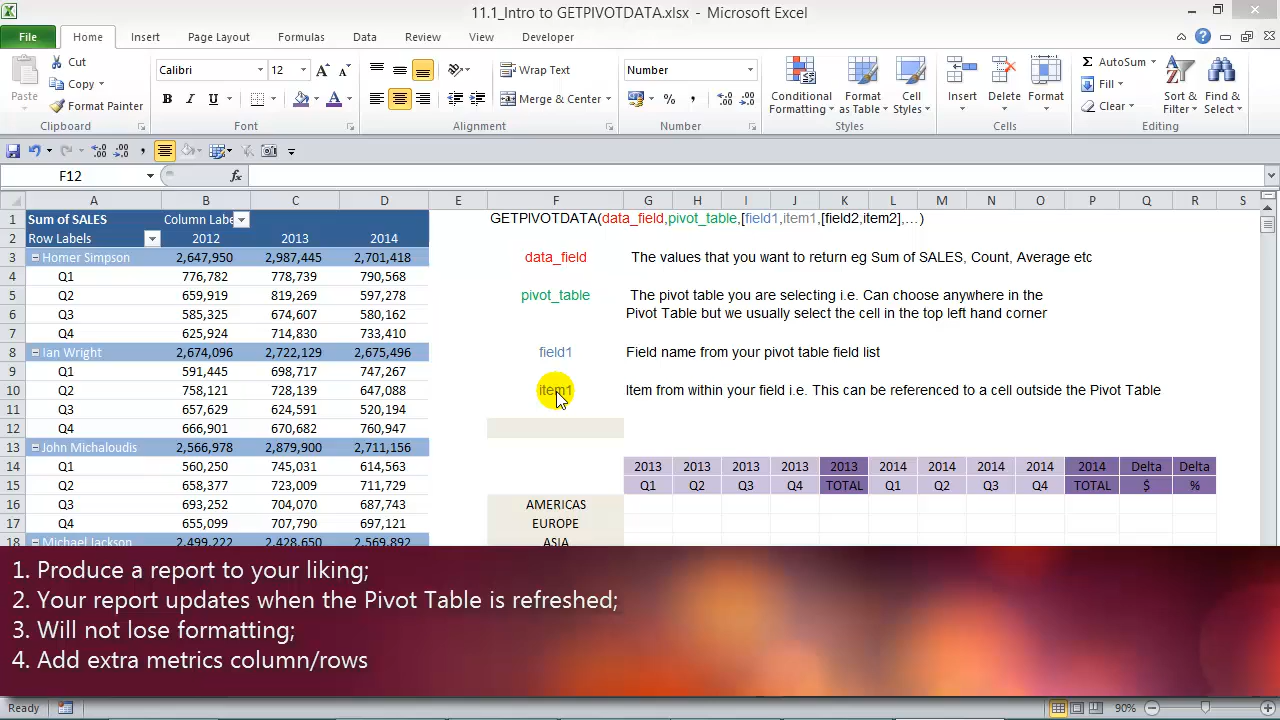 11.1_Intro to GETPIVOTDATA.xlsx - Microsoft Excel
File Home Insert Page Layout Formulas Data Review View Developer
Paste Cut Copy Format Painter Clipboard
Calibri 12 B I U Font
Wrap Text Merge & Center Alignment
Number % , Number
Conditional Formatting Format as Table Cell Styles Styles
Insert Delete Format Cells
AutoSum Fill Clear Sort & Filter Find & Select Editing
F12 fx
A B C D E F G H I J K L M N O P Q R S
1 Sum of SALES Column Labe GETPIVOTDATA(data_field,pivot_table,[field1,item1,[field2,item2],…)
2 Row Labels 2012 2013 2014
3 Homer Simpson 2,647,950 2,987,445 2,701,418 data_field The values that you want to return eg Sum of SALES, Count, Average etc
4 Q1 776,782 778,739 790,568
5 Q2 659,919 819,269 597,278 pivot_table The pivot table you are selecting i.e. Can choose anywhere in the
6 Q3 585,325 674,607 580,162 Pivot Table but we usually select the cell in the top left hand corner
7 Q4 625,924 714,830 733,410
8 Ian Wright 2,674,096 2,722,129 2,675,496 field1 Field name from your pivot table field list
9 Q1 591,445 698,717 747,267
10 Q2 758,121 728,139 647,088 item1 Item from within your field i.e. This can be referenced to a cell outside the Pivot Table
11 Q3 657,629 624,591 520,194
12 Q4 666,901 670,682 760,947
13 John Michaloudis 2,566,978 2,879,900 2,711,156
14 Q1 560,250 745,031 614,563 2013 2013 2013 2013 2013 2014 2014 2014 2014 2014 Delta Delta
15 Q2 658,377 723,009 711,729 Q1 Q2 Q3 Q4 TOTAL Q1 Q2 Q3 Q4 TOTAL $ %
16 Q3 693,252 704,070 687,743 AMERICAS
17 Q4 655,099 707,790 697,121 EUROPE
18 Michael Jackson 2,499,222 2,428,650 2,569,892 ASIA
1. Produce a report to your liking;
2. Your report updates when the Pivot Table is refreshed;
3. Will not lose formatting;
4. Add extra metrics column/rows
Ready 90%